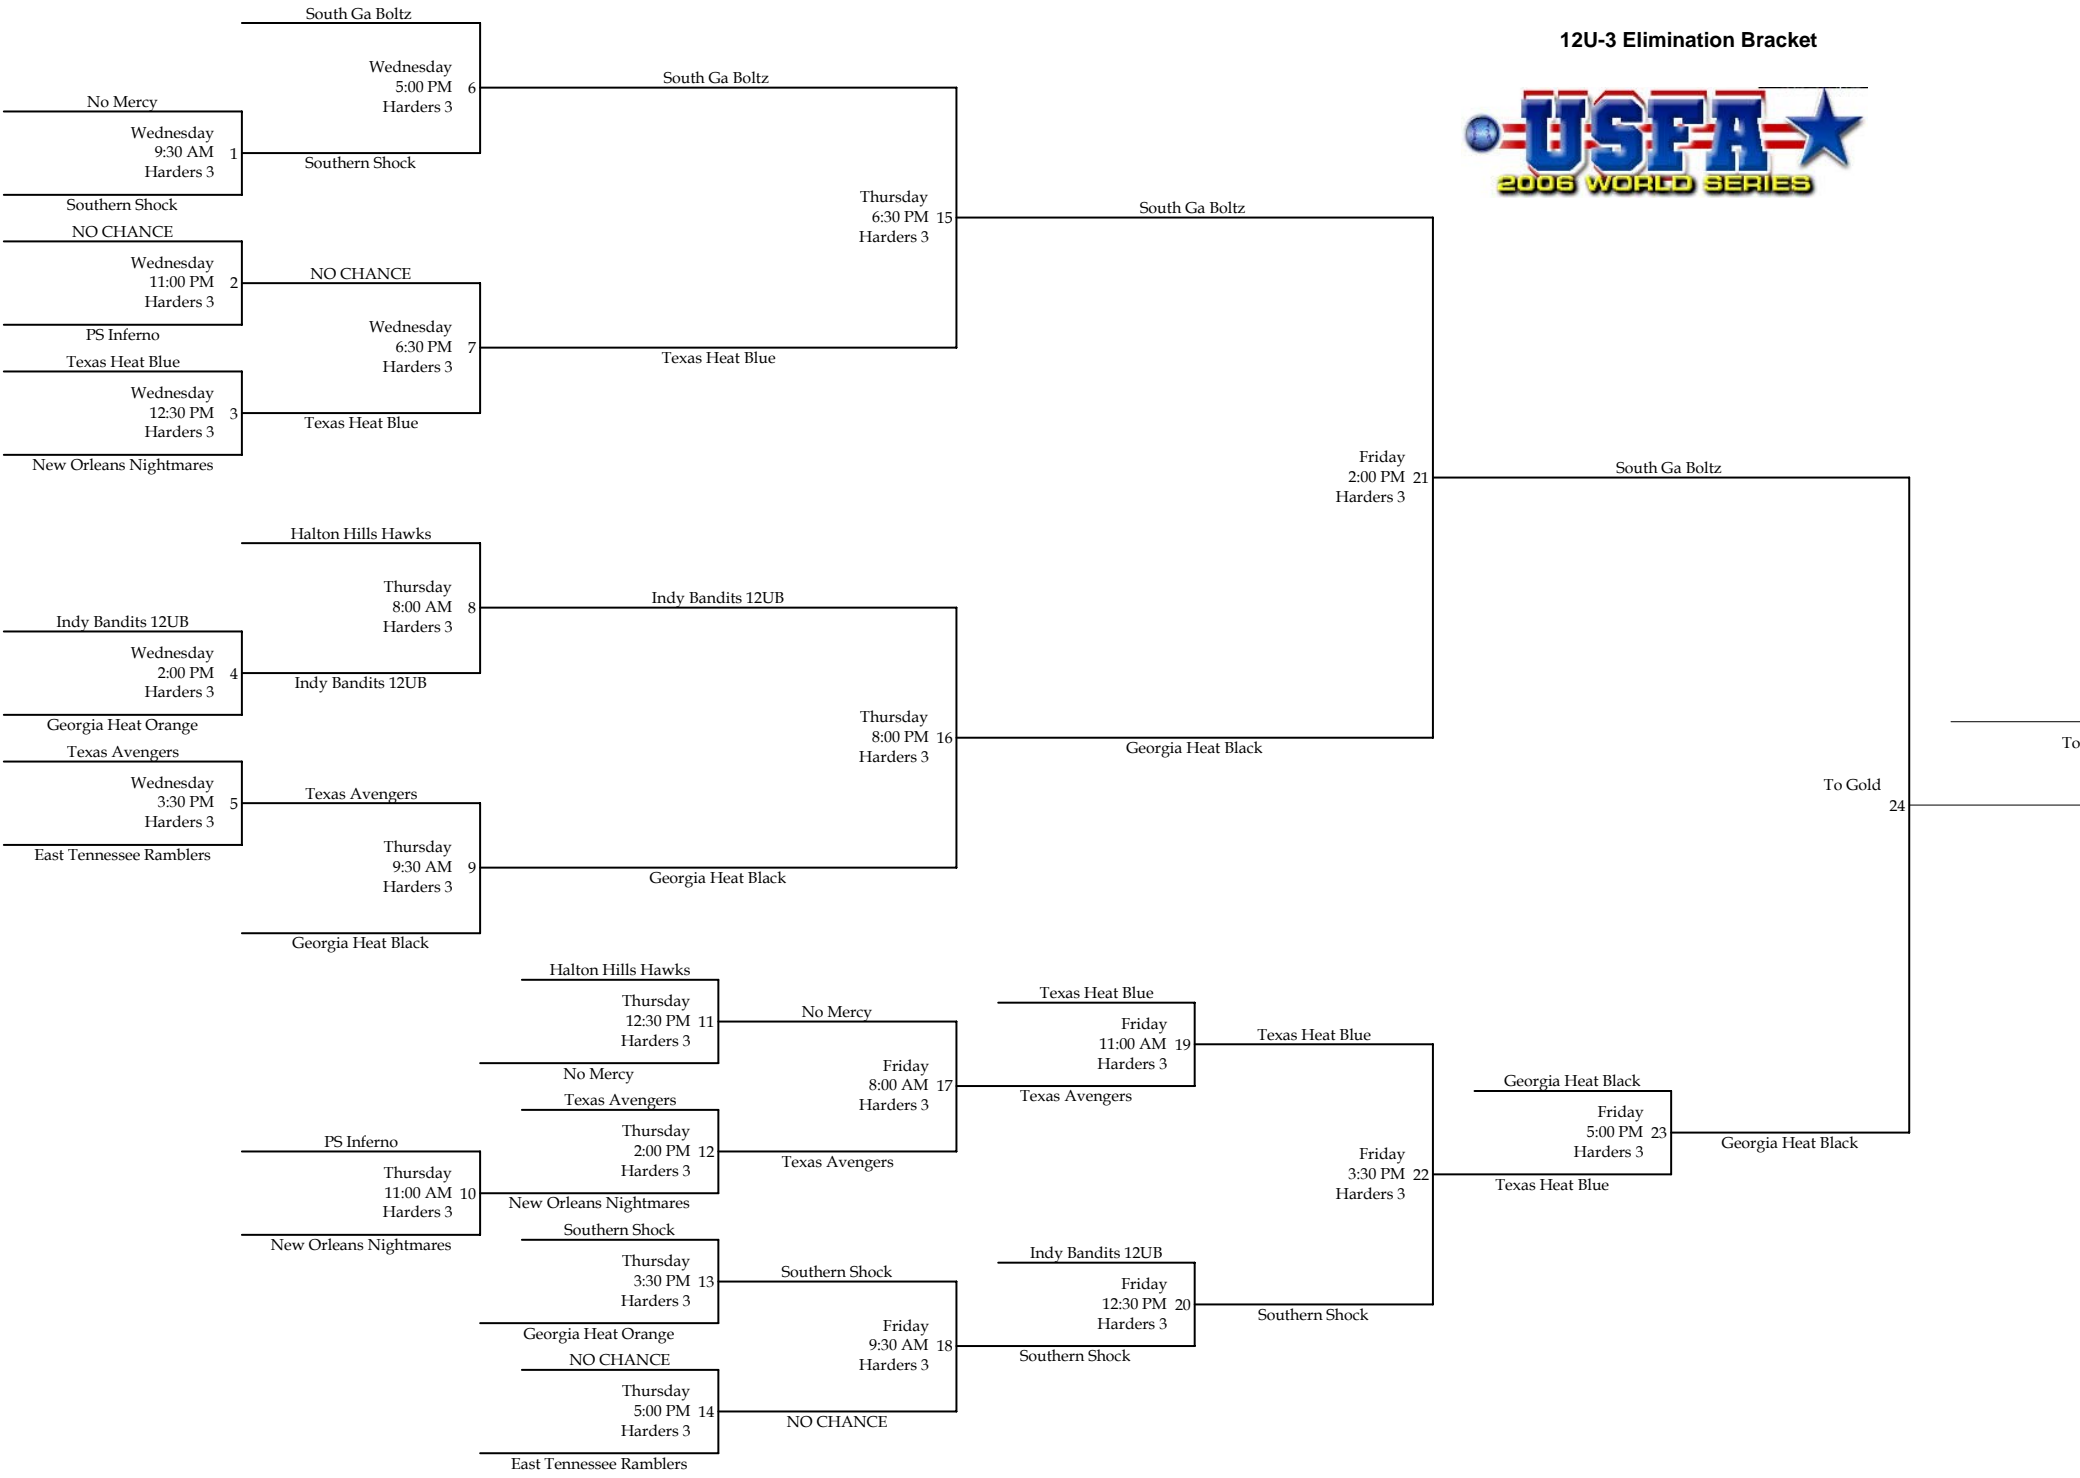 South Ga Boltz
12U-3 Elimination Bracket
USFA
2006 WORLD SERIES
Wednesday
5:00 PM 6
Harders 3
South Ga Boltz
No Mercy
Wednesday
9:30 AM 1
Harders 3
Southern Shock
Southern Shock
Thursday
6:30 PM 15
Harders 3
South Ga Boltz
NO CHANCE
Wednesday
11:00 PM 2
Harders 3
NO CHANCE
PS Inferno
Wednesday
6:30 PM 7
Harders 3
Texas Heat Blue
Texas Heat Blue
Wednesday
12:30 PM 3
Harders 3
Texas Heat Blue
New Orleans Nightmares
Friday
2:00 PM 21
Harders 3
South Ga Boltz
Halton Hills Hawks
Thursday
8:00 AM 8
Harders 3
Indy Bandits 12UB
Indy Bandits 12UB
Wednesday
2:00 PM 4
Harders 3
Indy Bandits 12UB
Georgia Heat Orange
Thursday
8:00 PM 16
Harders 3
Georgia Heat Black
To
Texas Avengers
Wednesday
3:30 PM 5
Harders 3
Texas Avengers
To Gold
24
East Tennessee Ramblers
Thursday
9:30 AM 9
Harders 3
Georgia Heat Black
Georgia Heat Black
Halton Hills Hawks
Thursday
12:30 PM 11
Harders 3
No Mercy
No Mercy
Texas Heat Blue
Friday
11:00 AM 19
Harders 3
Texas Heat Blue
Friday
8:00 AM 17
Harders 3
Texas Avengers
Georgia Heat Black
Friday
5:00 PM 23
Harders 3
Georgia Heat Black
Texas Avengers
Thursday
2:00 PM 12
Harders 3
Texas Avengers
PS Inferno
Thursday
11:00 AM 10
Harders 3
New Orleans Nightmares
New Orleans Nightmares
Friday
3:30 PM 22
Harders 3
Texas Heat Blue
Southern Shock
Thursday
3:30 PM 13
Harders 3
Southern Shock
Georgia Heat Orange
Indy Bandits 12UB
Friday
12:30 PM 20
Harders 3
Southern Shock
Friday
9:30 AM 18
Harders 3
Southern Shock
NO CHANCE
Thursday
5:00 PM 14
Harders 3
NO CHANCE
East Tennessee Ramblers